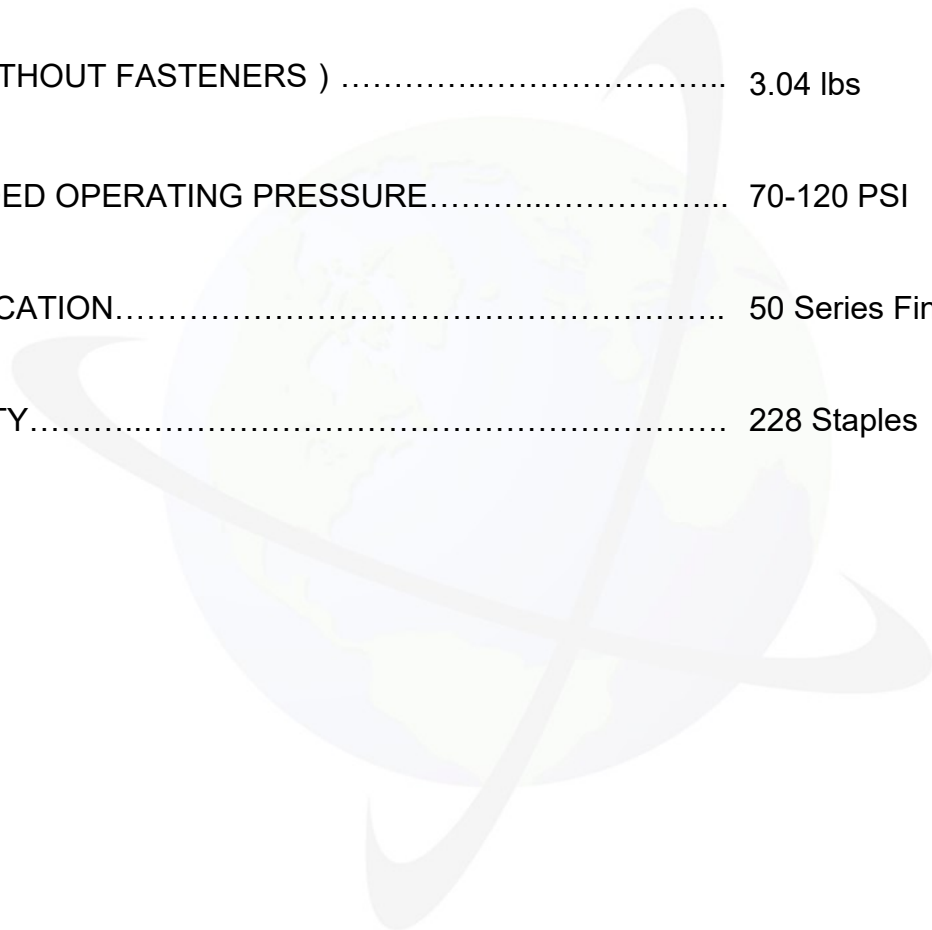 THOUT FASTENERS ) …………..………………….. 3.04 lbs
ED OPERATING PRESSURE………..……………... 70-120 PSI
CATION………………………………………………….. 50 Series Fin
TY………..………………………………………………… 228 Staples